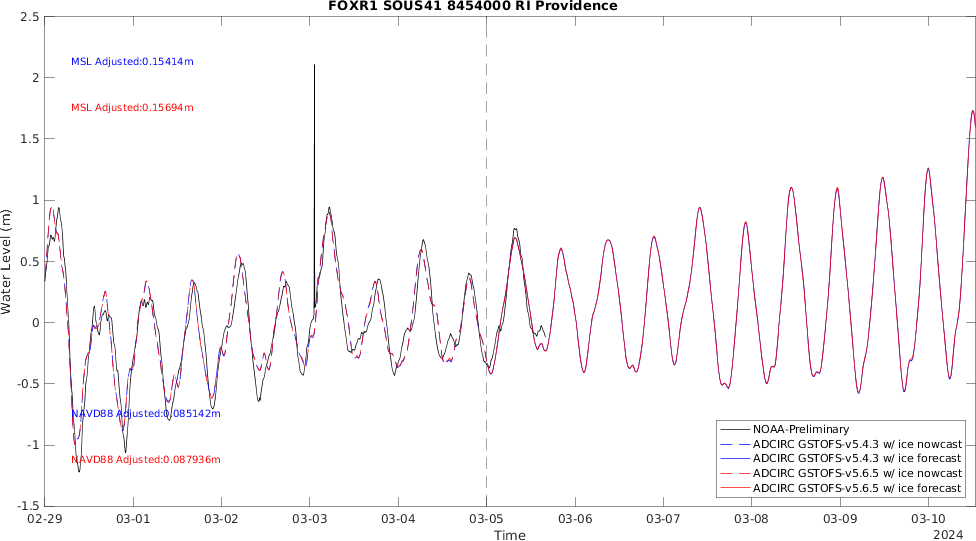 FOXR1 SOUS41 8454000 RI Providence
2.5
2
1.5
1
0.5
0
-0.5
-1
-1.5
Water Level (m)
MSL Adjusted:0.15414m
MSL Adjusted:0.15694m
NAVD88 Adjusted:0.085142m
NAVD88 Adjusted:0.087936m
NOAA-Preliminary
ADCIRC GSTOFS-v5.4.3 w/ ice nowcast
ADCIRC GSTOFS-v5.4.3 w/ ice forecast
ADCIRC GSTOFS-v5.6.5 w/ ice nowcast
ADCIRC GSTOFS-v5.6.5 w/ ice forecast
02-29 03-01 03-02 03-03 03-04 03-05 03-06 03-07 03-08 03-09 03-10
Time
2024